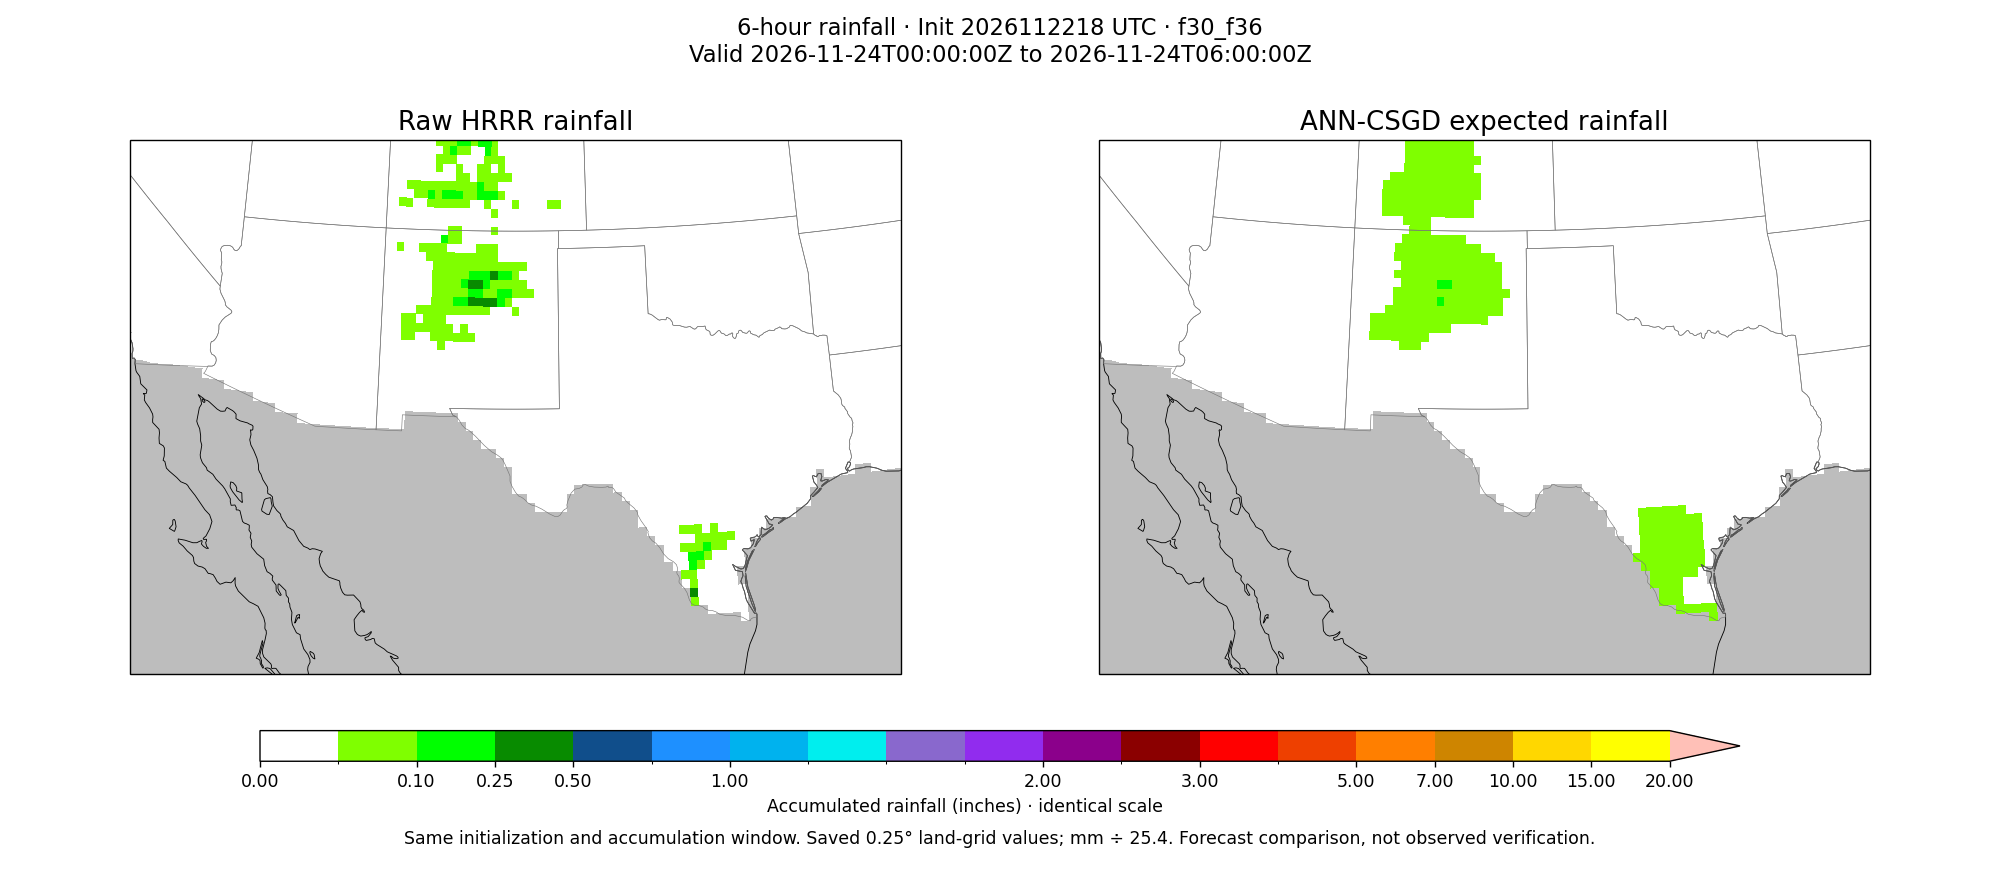 6-hour rainfall · Init 2026112218 UTC · f30_f36
Valid 2026-11-24T00:00:00Z to 2026-11-24T06:00:00Z
Raw HRRR rainfall
ANN-CSGD expected rainfall
0.00 0.10 0.25 0.50 1.00 2.00 3.00 5.00 7.00 10.00 15.00 20.00
Accumulated rainfall (inches) · identical scale
Same initialization and accumulation window. Saved 0.25° land-grid values; mm ÷ 25.4. Forecast comparison, not observed verification.